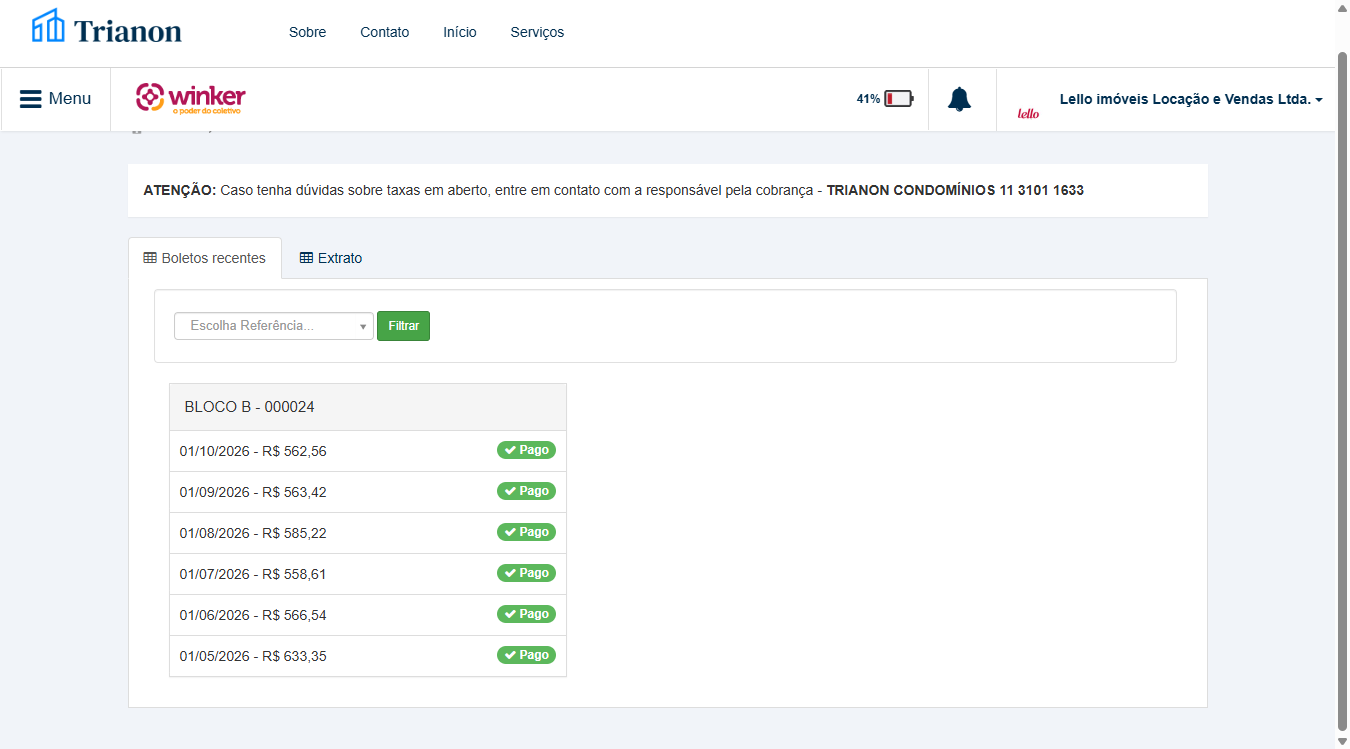 Trianon
Sobre Contato Início Serviços
Menu
winker
o poder do coletivo
41%
lello
Lello imóveis Locação e Vendas Ltda.
ATENÇÃO: Caso tenha dúvidas sobre taxas em aberto, entre em contato com a responsável pela cobrança - TRIANON CONDOMÍNIOS 11 3101 1633
Boletos recentes
Extrato
Escolha Referência...
Filtrar
BLOCO B - 000024
01/10/2026 - R$ 562,56 Pago
01/09/2026 - R$ 563,42 Pago
01/08/2026 - R$ 585,22 Pago
01/07/2026 - R$ 558,61 Pago
01/06/2026 - R$ 566,54 Pago
01/05/2026 - R$ 633,35 Pago